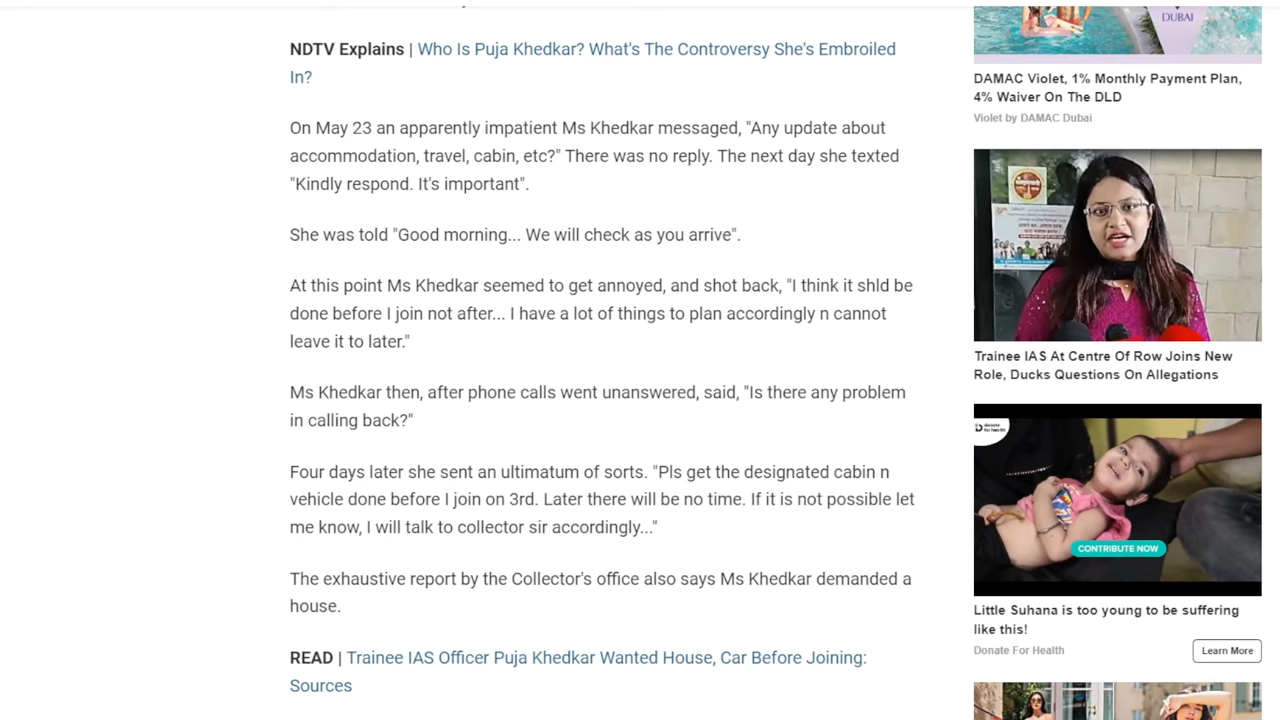 NDTV Explains | Who Is Puja Khedkar? What's The Controversy She's Embroiled
In?
On May 23 an apparently impatient Ms Khedkar messaged, "Any update about
accommodation, travel, cabin, etc?" There was no reply. The next day she texted
"Kindly respond. It's important".
She was told "Good morning... We will check as you arrive".
At this point Ms Khedkar seemed to get annoyed, and shot back, "I think it shld be
done before I join not after... I have a lot of things to plan accordingly n cannot
leave it to later."
Ms Khedkar then, after phone calls went unanswered, said, "Is there any problem
in calling back?"
Four days later she sent an ultimatum of sorts. "Pls get the designated cabin n
vehicle done before I join on 3rd. Later there will be no time. If it is not possible let
me know, I will talk to collector sir accordingly..."
The exhaustive report by the Collector's office also says Ms Khedkar demanded a
house.
READ | Trainee IAS Officer Puja Khedkar Wanted House, Car Before Joining:
Sources
DUBAI
DAMAC Violet, 1% Monthly Payment Plan,
4% Waiver On The DLD
Violet by DAMAC Dubai
Trainee IAS At Centre Of Row Joins New
Role, Ducks Questions On Allegations
donate
for health
CONTRIBUTE NOW
Little Suhana is too young to be suffering
like this!
Donate For Health
Learn More